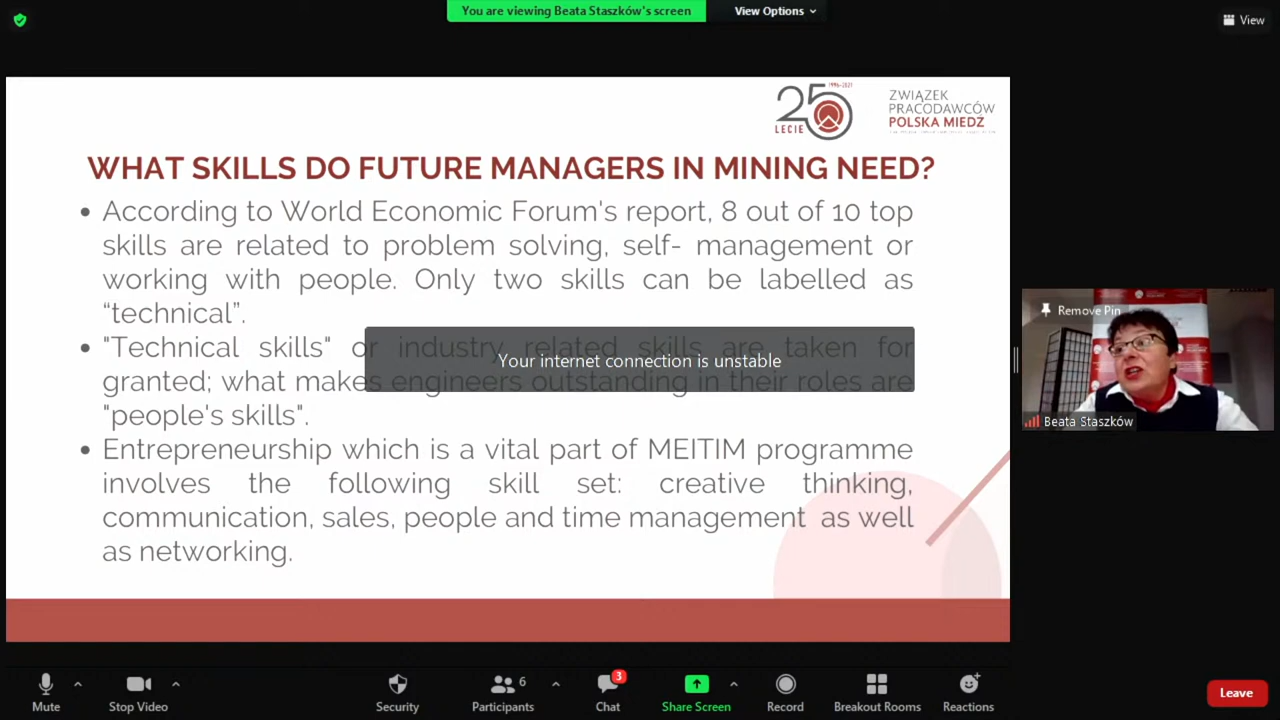 You are viewing Beata Staszków's screen
View Options
View
1996-2021
25
LECIE
ZWIĄZEK
PRACODAWCÓW
POLSKA MIEDŹ
WHAT SKILLS DO FUTURE MANAGERS IN MINING NEED?
• According to World Economic Forum's report, 8 out of 10 top
skills are related to problem solving, self- management or
working with people. Only two skills can be labelled as
“technical”.
• "Technical skills" or industry related skills are taken for
granted; what makes engineers outstanding in their roles are
"people's skills".
• Entrepreneurship which is a vital part of MEITIM programme
involves the following skill set: creative thinking,
communication, sales, people and time management as well
as networking.
Your internet connection is unstable
Remove Pin
Beata Staszków
Mute
Stop Video
Security
6
Participants
3
Chat
Share Screen
Record
Breakout Rooms
Reactions
Leave